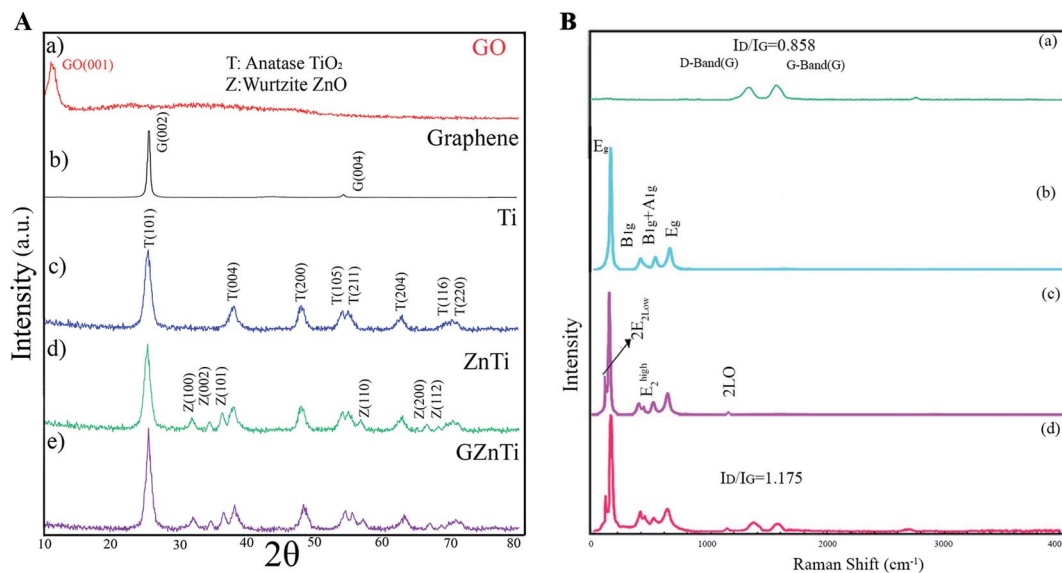 A
a)
GO
GO(001)
T: Anatase TiO₂
Z:Wurtzite ZnO
Graphene
b)
G(002)
G(004)
Ti
c)
T(101)
T(004)
T(200)
T(105)
T(211)
T(204)
T(116)
T(220)
d)
ZnTi
Z(100)
Z(002)
Z(101)
Z(110)
Z(200)
Z(112)
e)
GZnTi
Intensity (a.u.)
10 20 30 40 50 60 70 80
2θ
B
(a)
ID/IG=0.858
D-Band(G)
G-Band(G)
(b)
Eg
B1g
B1g+A1g
Eg
(c)
2E2Low
E2high
2LO
(d)
ID/IG=1.175
Intensity
0 1000 2000 3000 4000
Raman Shift (cm⁻¹)